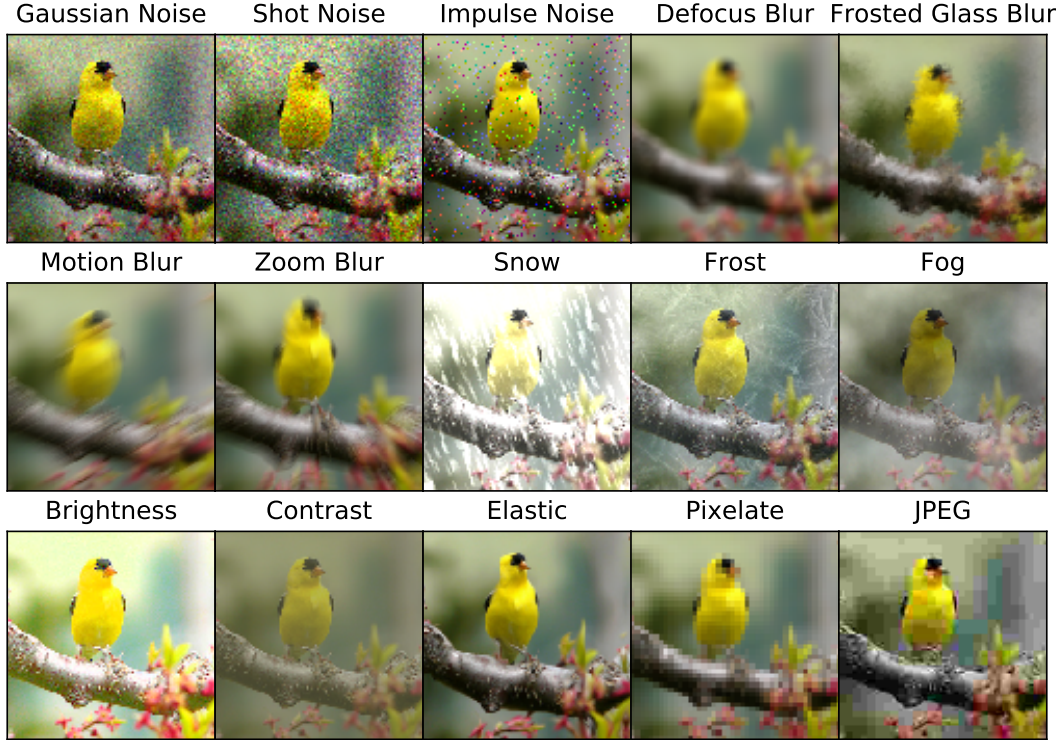 Gaussian Noise Shot Noise Impulse Noise Defocus Blur Frosted Glass Blur
Motion Blur Zoom Blur Snow Frost Fog
Brightness Contrast Elastic Pixelate JPEG